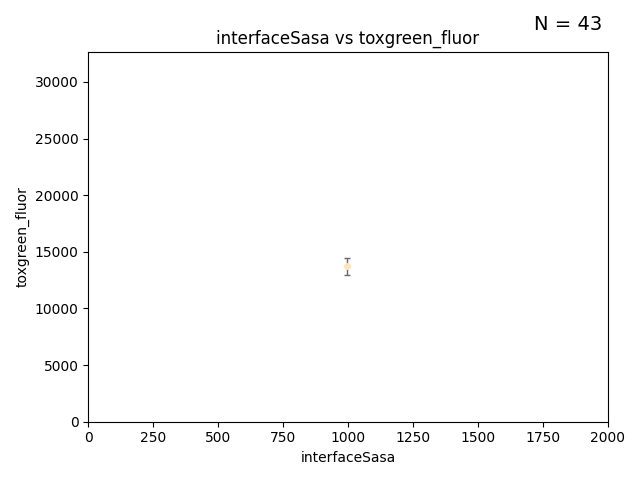 N = 43
interfaceSasa vs toxgreen_fluor
30000
25000
20000
15000
10000
5000
0
toxgreen_fluor
0 250 500 750 1000 1250 1500 1750 2000
interfaceSasa